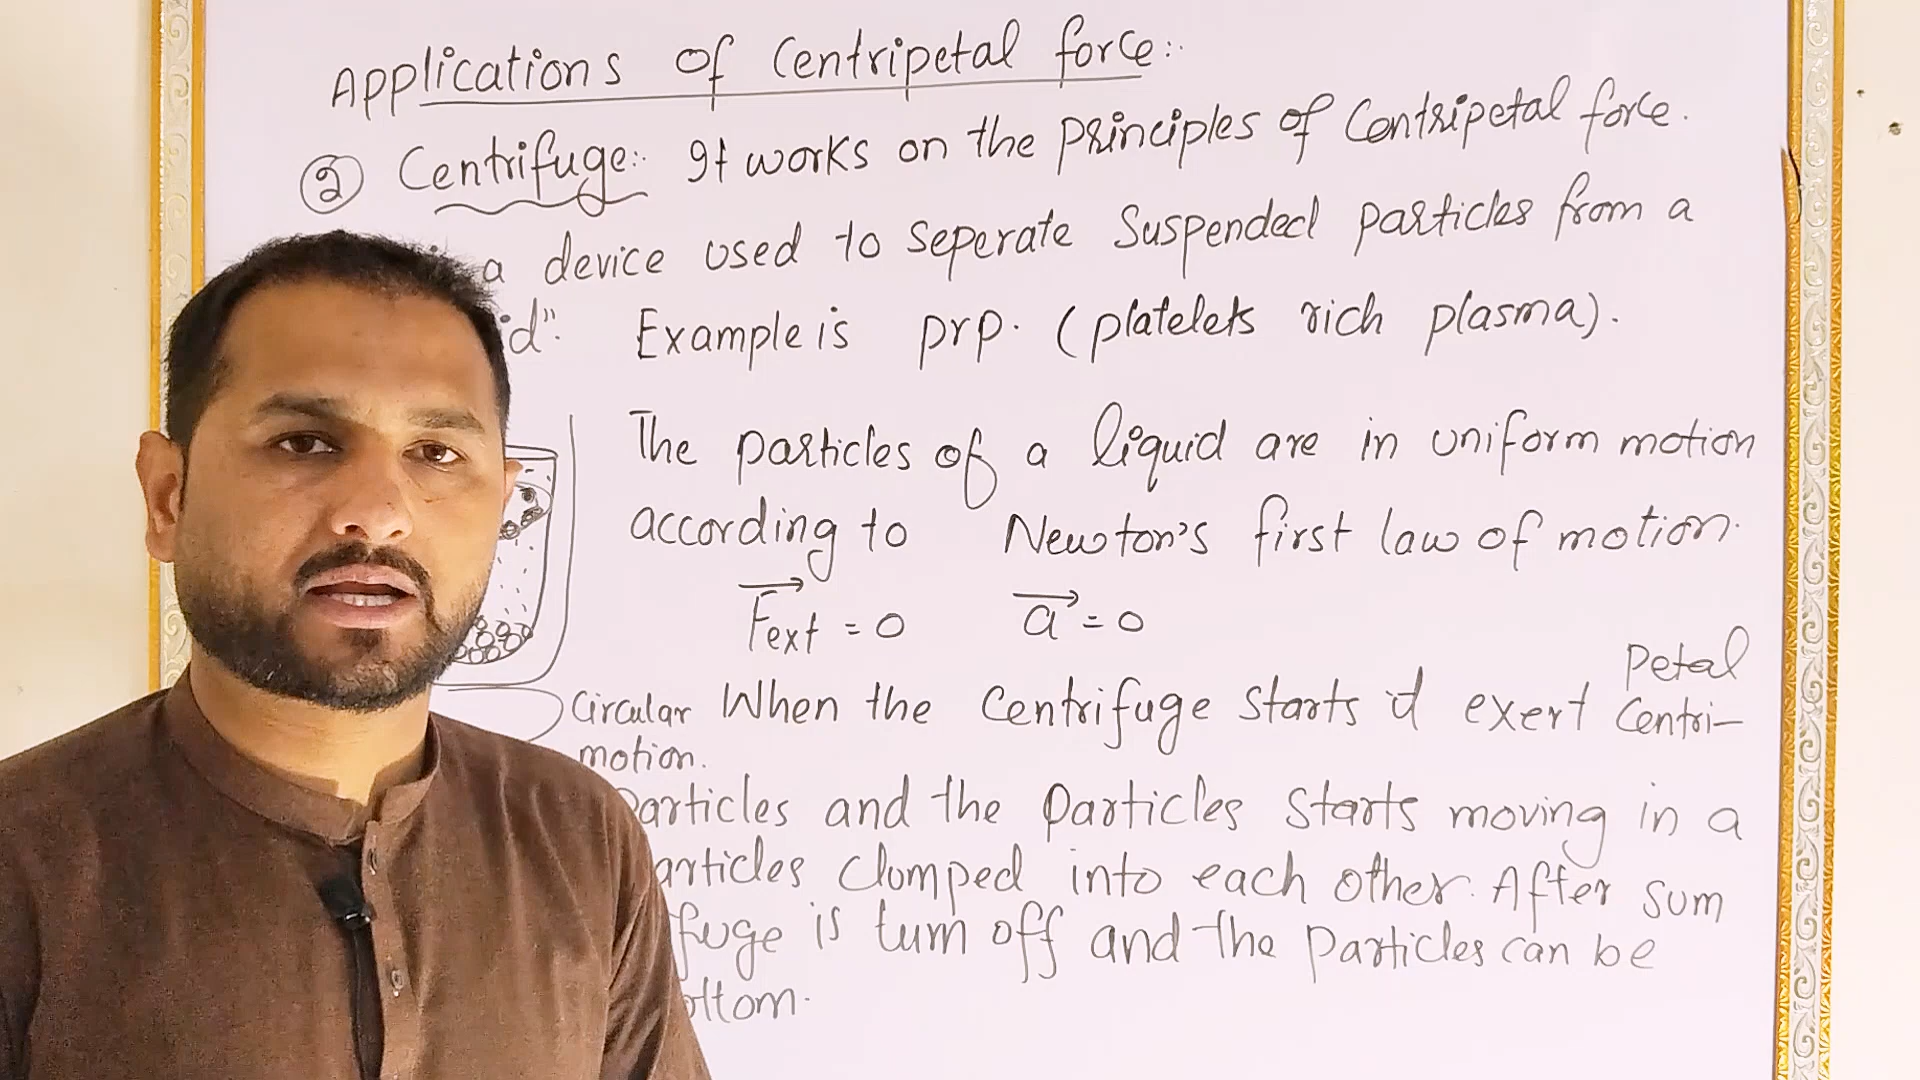 Applications of Centripetal force:
② Centrifuge: It works on the principles of Centripetal force.
a device used to seperate Suspended particles from a
id". Example is prp. (platelets rich plasma).
The particles of a liquid are in uniform motion
according to Newton's first law of motion.
Fext = 0 a = 0
Petal
Circular When the Centrifuge Starts it exert Centri-
motion.
Particles and the Particles Starts moving in a
articles Clumped into each other. After sum
fuge is turn off and the Particles can be
ottom.